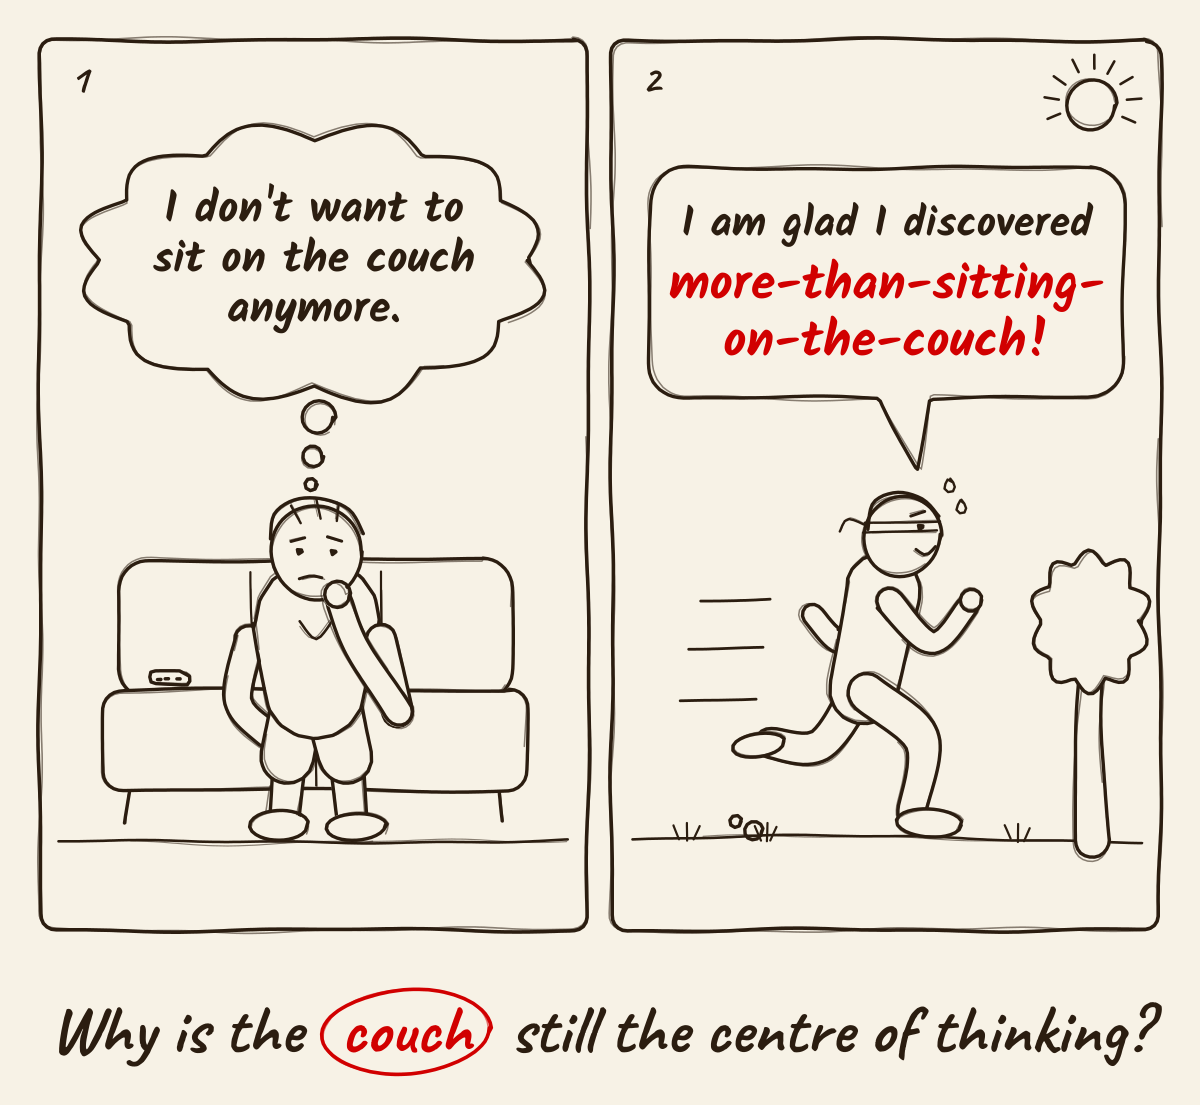 1
I don't want to
sit on the couch
anymore.
2
I am glad I discovered
more-than-sitting-
on-the-couch!
Why is the couch still the centre of thinking?